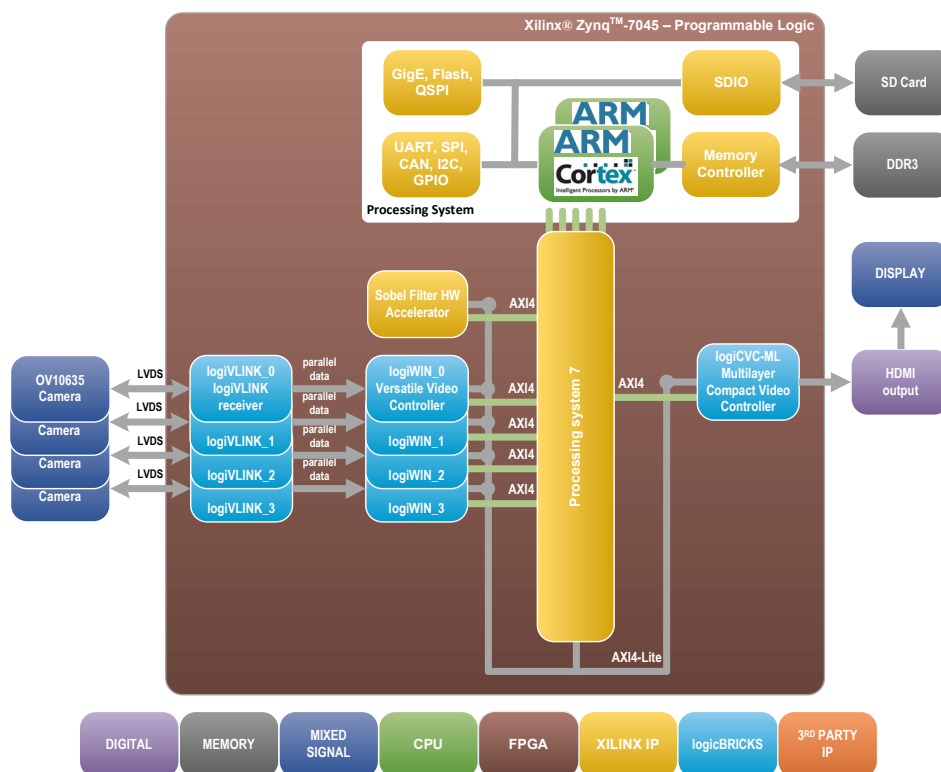 Xilinx® Zynq™-7045 – Programmable Logic
GigE, Flash,
QSPI
SDIO
SD Card
ARM
ARM
UART, SPI,
CAN, I2C,
GPIO
Cortex
Intelligent Processors by ARM®
Memory
Controller
DDR3
Processing System
DISPLAY
Sobel Filter HW
Accelerator
AXI4
Processing system 7
OV10635
Camera
LVDS
logiVLINK_0
logiVLINK
receiver
parallel
data
logiWIN_0
Versatile Video
Controller
AXI4
AXI4
logiCVC-ML
Multilayer
Compact Video
Controller
HDMI
output
Camera
LVDS
logiVLINK_1
parallel
data
logiWIN_1
AXI4
Camera
LVDS
logiVLINK_2
parallel
data
logiWIN_2
AXI4
Camera
LVDS
logiVLINK_3
parallel
data
logiWIN_3
AXI4
AXI4-Lite
DIGITAL
MEMORY
MIXED
SIGNAL
CPU
FPGA
XILINX IP
logicBRICKS
3RD PARTY
IP